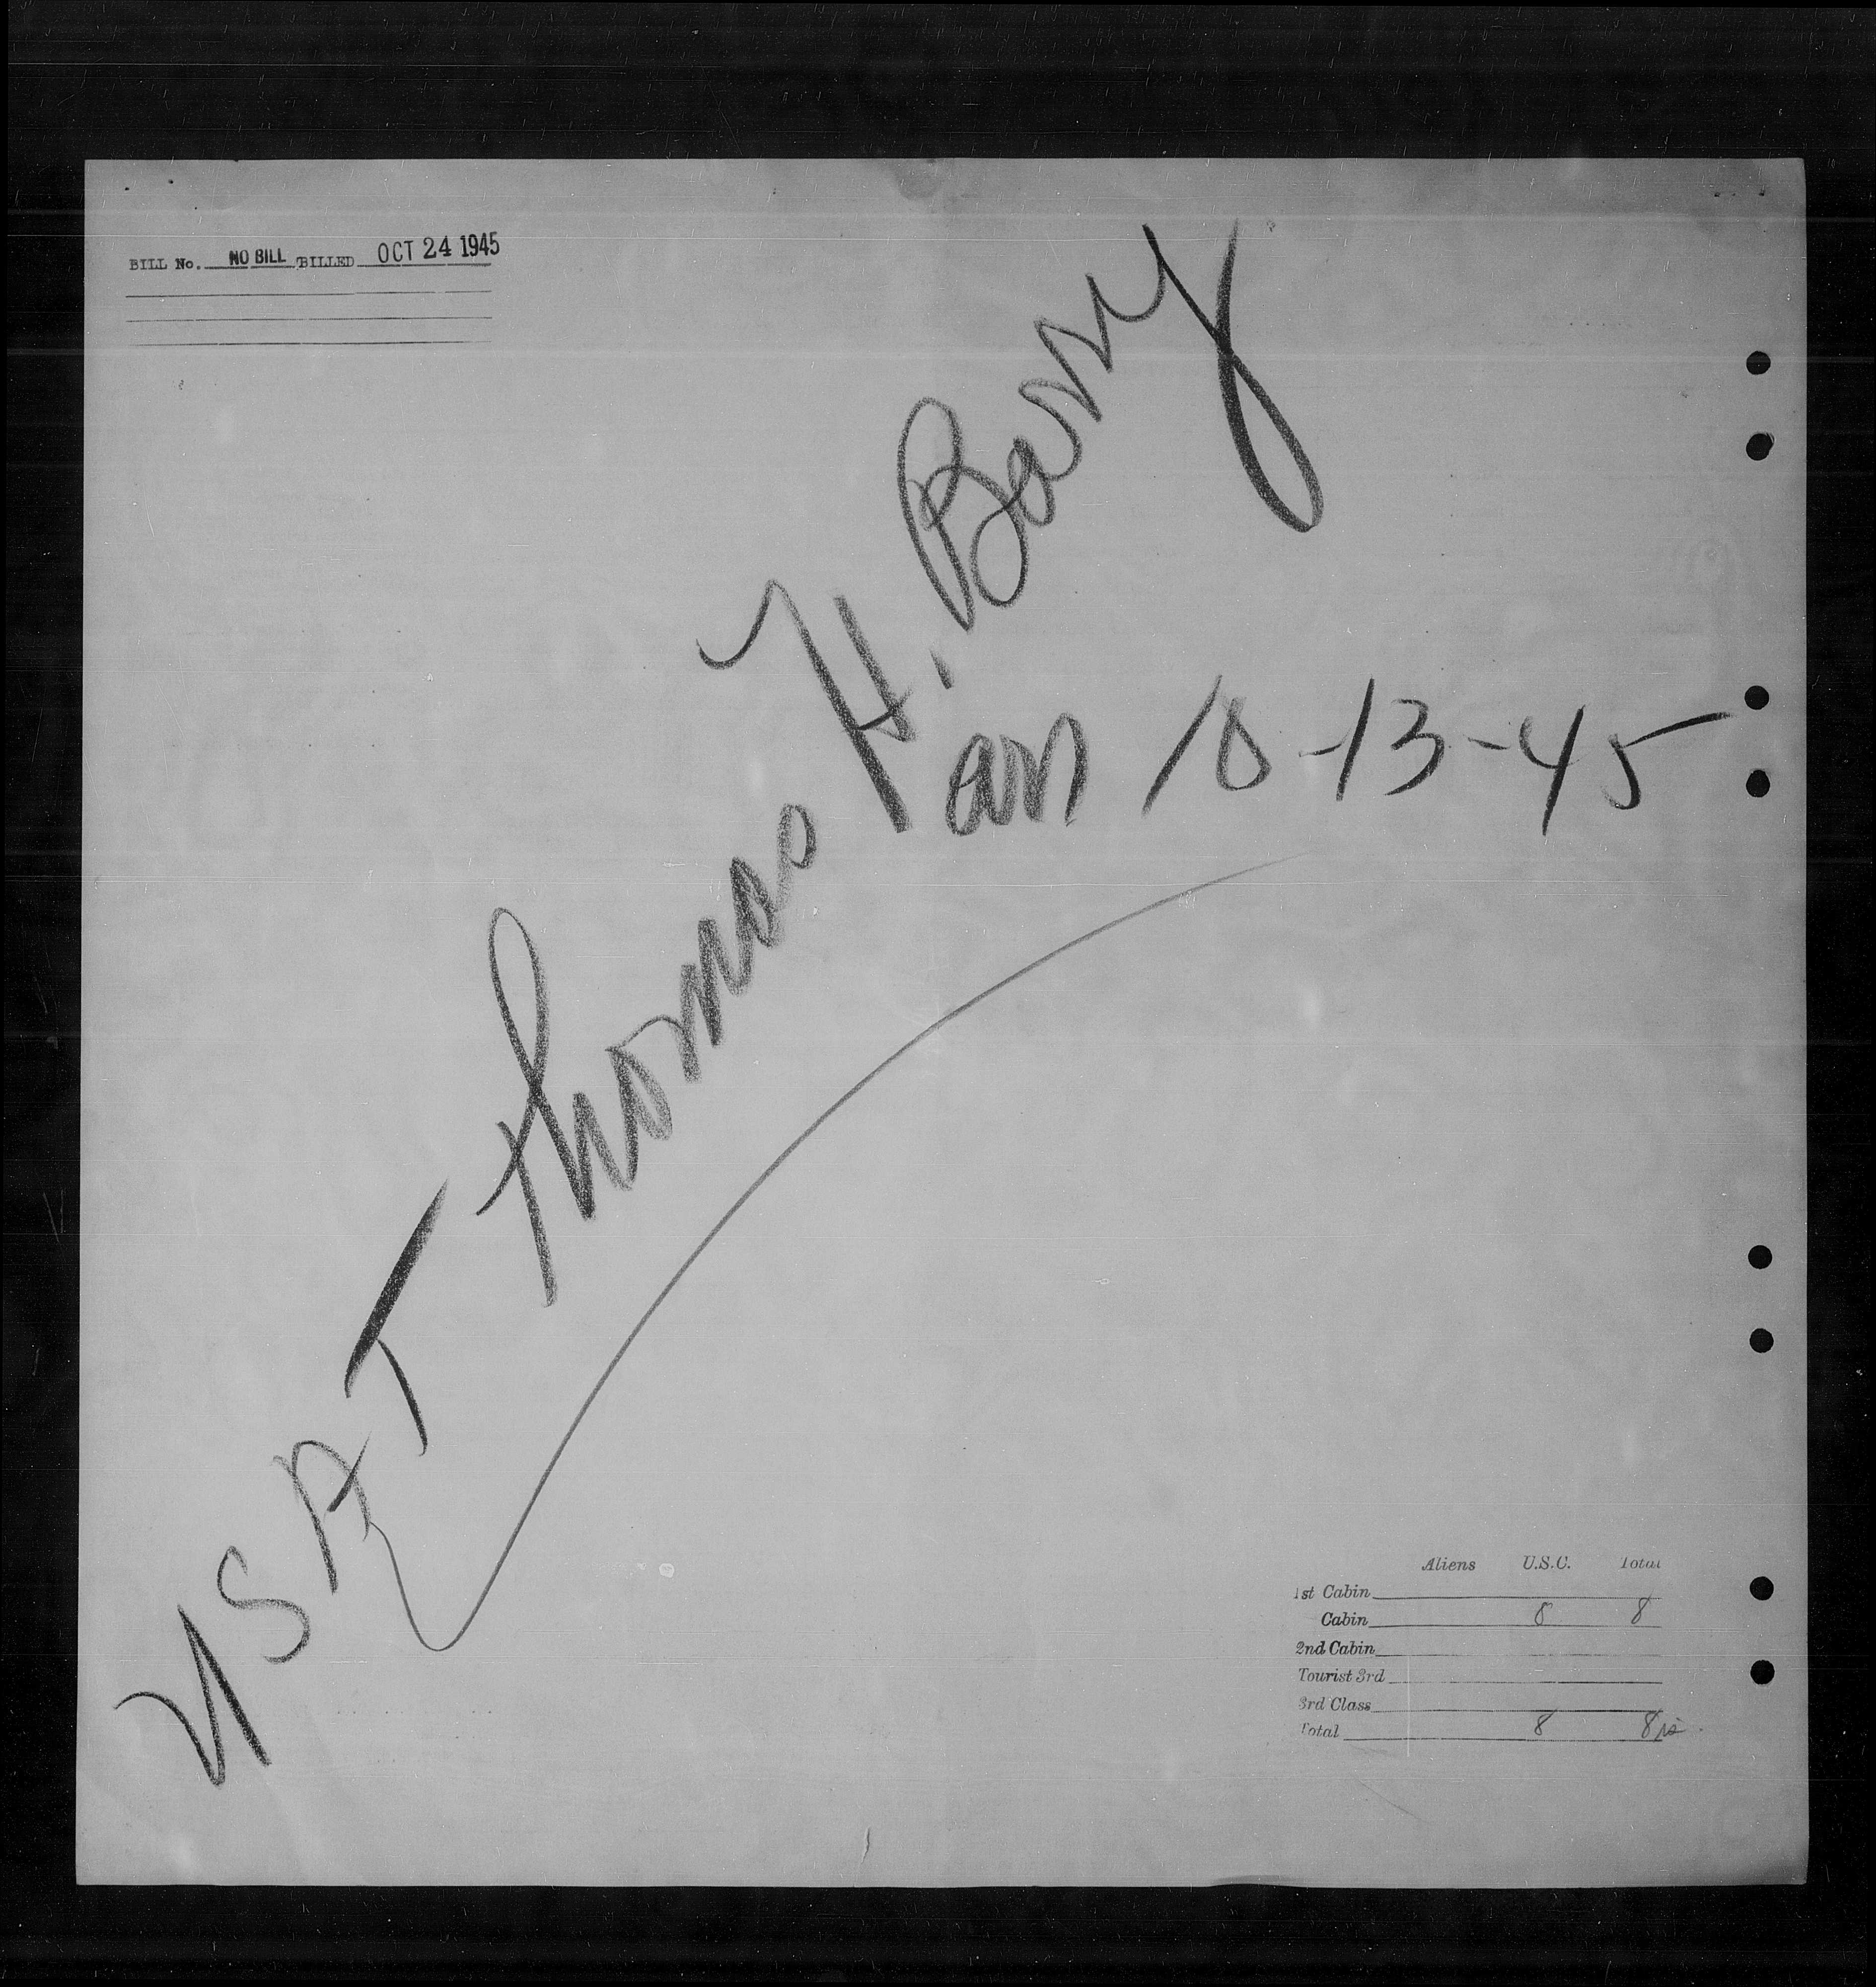 BILL No. NO BILL BILLED OCT 24 1945
USAT Thomas H. Barry
arr 10-13-45
Aliens U.S.C. Total
1st Cabin
Cabin 8 8
2nd Cabin
Tourist 3rd
3rd Class
Total 8 8